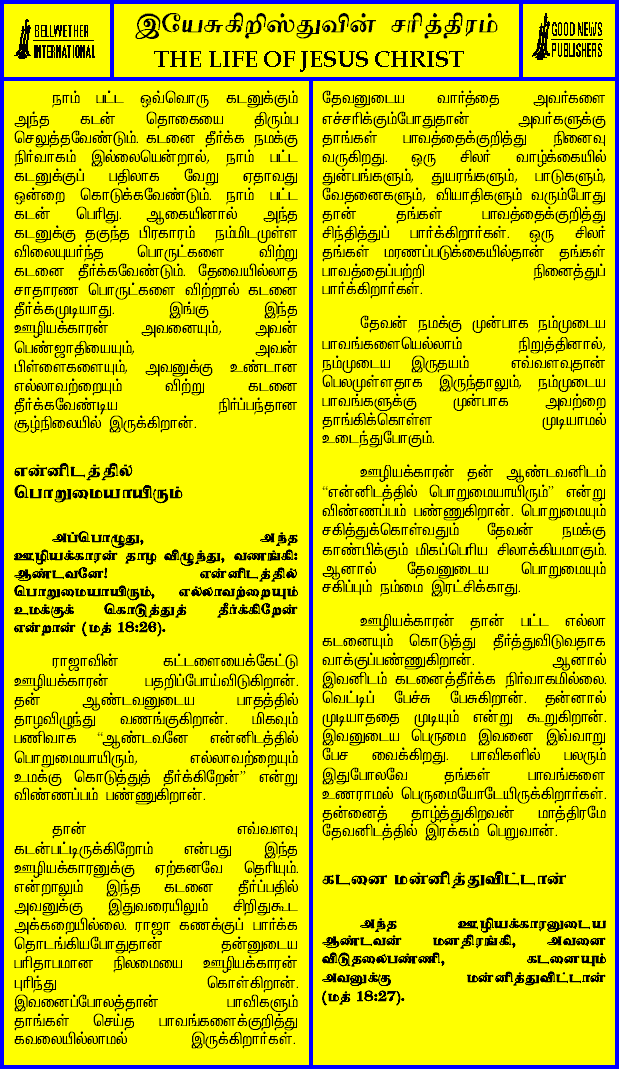 BELLWETHER
INTERNATIONAL
இயேசுகிறிஸ்துவின் சரித்திரம்
THE LIFE OF JESUS CHRIST
GOOD NEWS
PUBLISHERS
நாம் பட்ட ஒவ்வொரு கடனுக்கும்
அந்த கடன் தொகையை திரும்ப
செலுத்தவேண்டும். கடனை தீர்க்க நமக்கு
நிர்வாகம் இல்லையென்றால், நாம் பட்ட
கடனுக்குப் பதிலாக வேறு ஏதாவது
ஒன்றை கொடுக்கவேண்டும். நாம் பட்ட
கடன் பெரிது. ஆகையினால் அந்த
கடனுக்கு தகுந்த பிரகாரம் நம்மிடமுள்ள
விலையுயர்ந்த பொருட்களை விற்று
கடனை தீர்க்கவேண்டும். தேவையில்லாத
சாதாரண பொருட்களை விற்றால் கடனை
தீர்க்கமுடியாது. இங்கு இந்த
ஊழியக்காரன் அவனையும், அவன்
பெண்ஜாதியையும், அவன்
பிள்ளைகளையும், அவனுக்கு உண்டான
எல்லாவற்றையும் விற்று கடனை
தீர்க்கவேண்டிய நிர்ப்பந்தான
சூழ்நிலையில் இருக்கிறான்.
என்னிடத்தில்
பொறுமையாயிரும்
அப்பொழுது, அந்த
ஊழியக்காரன் தாழ விழுந்து, வணங்கி:
ஆண்டவனே! என்னிடத்தில்
பொறுமையாயிரும், எல்லாவற்றையும்
உமக்குக் கொடுத்துத் தீர்க்கிறேன்
என்றான் (மத் 18:26).
ராஜாவின் கட்டளையைக்கேட்டு
ஊழியக்காரன் பதறிப்போய்விடுகிறான்.
தன் ஆண்டவனுடைய பாதத்தில்
தாழவிழுந்து வணங்குகிறான். மிகவும்
பணிவாக “ஆண்டவனே என்னிடத்தில்
பொறுமையாயிரும், எல்லாவற்றையும்
உமக்கு கொடுத்துத் தீர்க்கிறேன்” என்று
விண்ணப்பம் பண்ணுகிறான்.
தான் எவ்வளவு
கடன்பட்டிருக்கிறோம் என்பது இந்த
ஊழியக்காரனுக்கு ஏற்கனவே தெரியும்.
என்றாலும் இந்த கடனை தீர்ப்பதில்
அவனுக்கு இதுவரையிலும் சிறிதுகூட
அக்கறையில்லை. ராஜா கணக்குப் பார்க்க
தொடங்கியபோதுதான் தன்னுடைய
பரிதாபமான நிலமையை ஊழியக்காரன்
புரிந்து கொள்கிறான்.
இவனைப்போலத்தான் பாவிகளும்
தாங்கள் செய்த பாவங்களைக்குறித்து
கவலையில்லாமல் இருக்கிறார்கள்.
தேவனுடைய வார்த்தை அவர்களை
எச்சரிக்கும்போதுதான் அவர்களுக்கு
தாங்கள் பாவத்தைக்குறித்து நினைவு
வருகிறது. ஒரு சிலர் வாழ்க்கையில்
துன்பங்களும், துயரங்களும், பாடுகளும்,
வேதனைகளும், வியாதிகளும் வரும்போது
தான் தங்கள் பாவத்தைக்குறித்து
சிந்தித்துப் பார்க்கிறார்கள். ஒரு சிலர்
தங்கள் மரணப்படுக்கையில்தான் தங்கள்
பாவத்தைப்பற்றி நினைத்துப்
பார்க்கிறார்கள்.
தேவன் நமக்கு முன்பாக நம்முடைய
பாவங்களையெல்லாம் நிறுத்தினால்,
நம்முடைய இருதயம் எவ்வளவுதான்
பெலமுள்ளதாக இருந்தாலும், நம்முடைய
பாவங்களுக்கு முன்பாக அவற்றை
தாங்கிக்கொள்ள முடியாமல்
உடைந்துபோகும்.
ஊழியக்காரன் தன் ஆண்டவனிடம்
“என்னிடத்தில் பொறுமையாயிரும்” என்று
விண்ணப்பம் பண்ணுகிறான். பொறுமையும்
சகித்துக்கொள்வதும் தேவன் நமக்கு
காண்பிக்கும் மிகப்பெரிய சிலாக்கியமாகும்.
ஆனால் தேவனுடைய பொறுமையும்
சகிப்பும் நம்மை இரட்சிக்காது.
ஊழியக்காரன் தான் பட்ட எல்லா
கடனையும் கொடுத்து தீர்த்துவிடுவதாக
வாக்குப்பண்ணுகிறான். ஆனால்
இவனிடம் கடனைத்தீர்க்க நிர்வாகமில்லை.
வெட்டிப் பேச்சு பேசுகிறான். தன்னால்
முடியாததை முடியும் என்று கூறுகிறான்.
இவனுடைய பெருமை இவனை இவ்வாறு
பேச வைக்கிறது. பாவிகளில் பலரும்
இதுபோலவே தங்கள் பாவங்களை
உணராமல் பெருமையோடேயிருக்கிறார்கள்.
தன்னைத் தாழ்த்துகிறவன் மாத்திரமே
தேவனிடத்தில் இரக்கம் பெறுவான்.
கடனை மன்னித்துவிட்டான்
அந்த ஊழியக்காரனுடைய
ஆண்டவன் மனதிரங்கி, அவனை
விடுதலைபண்ணி, கடனையும்
அவனுக்கு மன்னித்துவிட்டான்
(மத் 18:27).